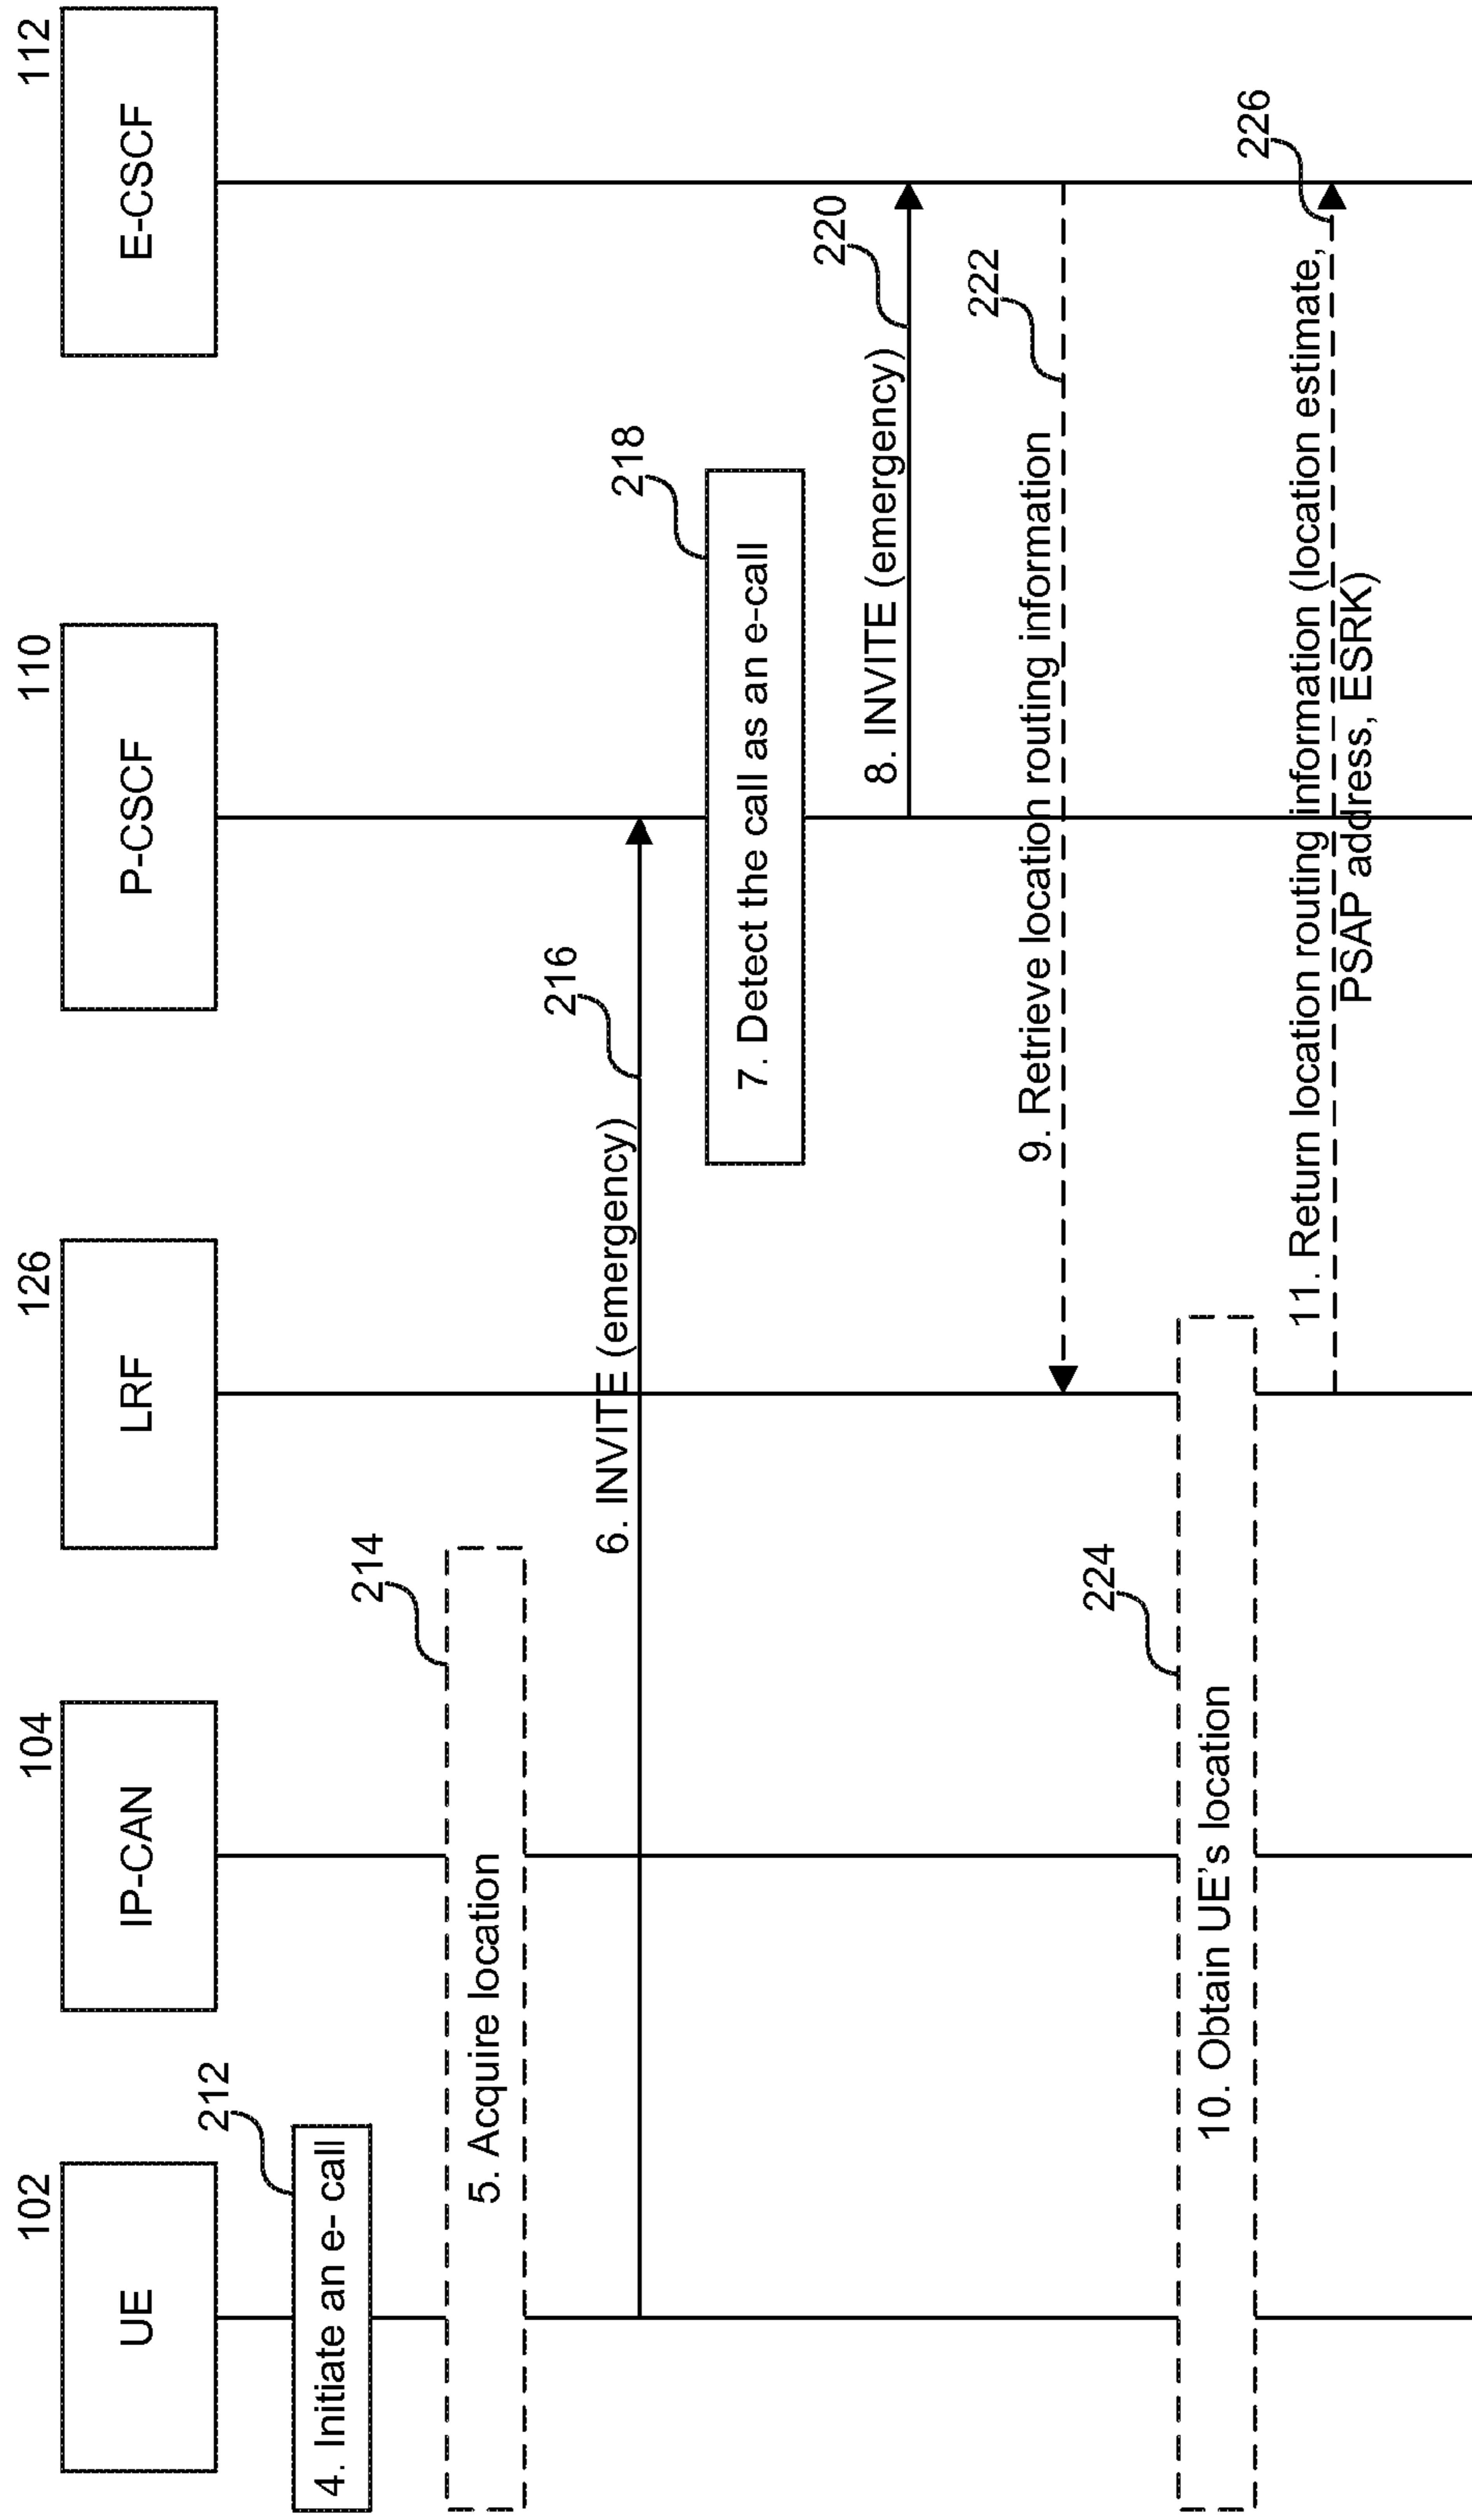 102
104
126
110
112
UE
IP-CAN
LRF
P-CSCF
E-CSCF
212
4. Initiate an e- call
214
5. Acquire location
216
6. INVITE (emergency)
218
7. Detect the call as an e-call
220
8. INVITE (emergency)
222
9. Retrieve location routing information
224
10. Obtain UE's location
226
11. Return location routing information (location estimate,
PSAP address, ESRK)